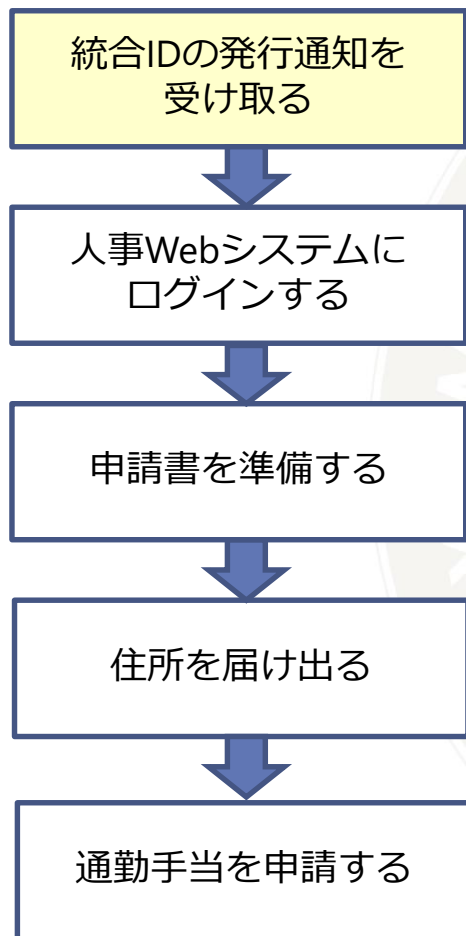 統合IDの発行通知を
受け取る
人事Webシステムに
ログインする
申請書を準備する
住所を届け出る
通勤手当を申請する